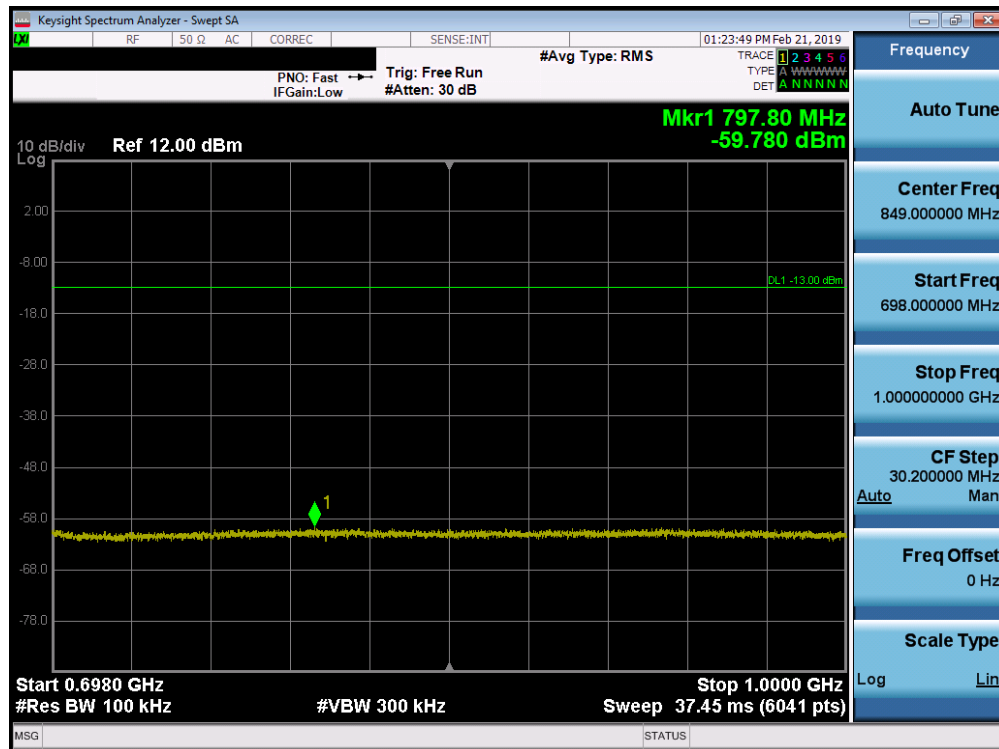 Keysight Spectrum Analyzer - Swept SA
LXI RF 50 Ω AC CORREC SENSE:INT 01:23:49 PM Feb 21, 2019
#Avg Type: RMS
TRACE 1 2 3 4 5 6
TYPE A WWWWW
DET A N N N N N
PNO: Fast
IFGain:Low
Trig: Free Run
#Atten: 30 dB
Mkr1 797.80 MHz
-59.780 dBm
10 dB/div Ref 12.00 dBm
Log
2.00
-8.00
DL1 -13.00 dBm
-18.0
-28.0
-38.0
-48.0
1
-58.0
-68.0
-78.0
Start 0.6980 GHz Stop 1.0000 GHz
#Res BW 100 kHz #VBW 300 kHz Sweep 37.45 ms (6041 pts)
MSG STATUS
Frequency
Auto Tune
Center Freq
849.000000 MHz
Start Freq
698.000000 MHz
Stop Freq
1.000000000 GHz
CF Step
30.200000 MHz
Auto Man
Freq Offset
0 Hz
Scale Type
Log Lin